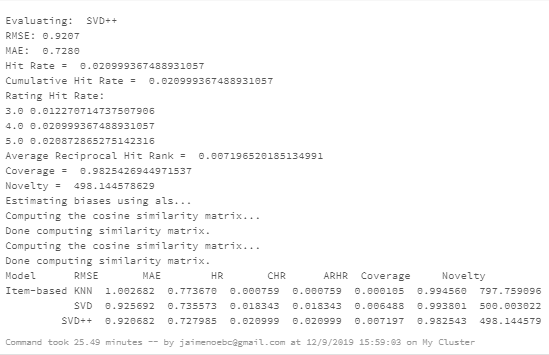 Evaluating: SVD++
RMSE: 0.9207
MAE: 0.7280
Hit Rate = 0.020999367488931057
Cumulative Hit Rate = 0.020999367488931057
Rating Hit Rate:
3.0 0.012270714737507906
4.0 0.020999367488931057
5.0 0.020872865275142316
Average Reciprocal Hit Rank = 0.007196520185134991
Coverage = 0.9825426944971537
Novelty = 498.144578629
Estimating biases using als...
Computing the cosine similarity matrix...
Done computing similarity matrix.
Computing the cosine similarity matrix...
Done computing similarity matrix.
Model RMSE MAE HR CHR ARHR Coverage Novelty
Item-based KNN 1.002682 0.773670 0.000759 0.000759 0.000105 0.994560 797.759096
SVD 0.925692 0.735573 0.018343 0.018343 0.006488 0.993801 500.003022
SVD++ 0.920682 0.727985 0.020999 0.020999 0.007197 0.982543 498.144579
Command took 25.49 minutes -- by jaimenoebc@gmail.com at 12/9/2019 15:59:03 on My Cluster